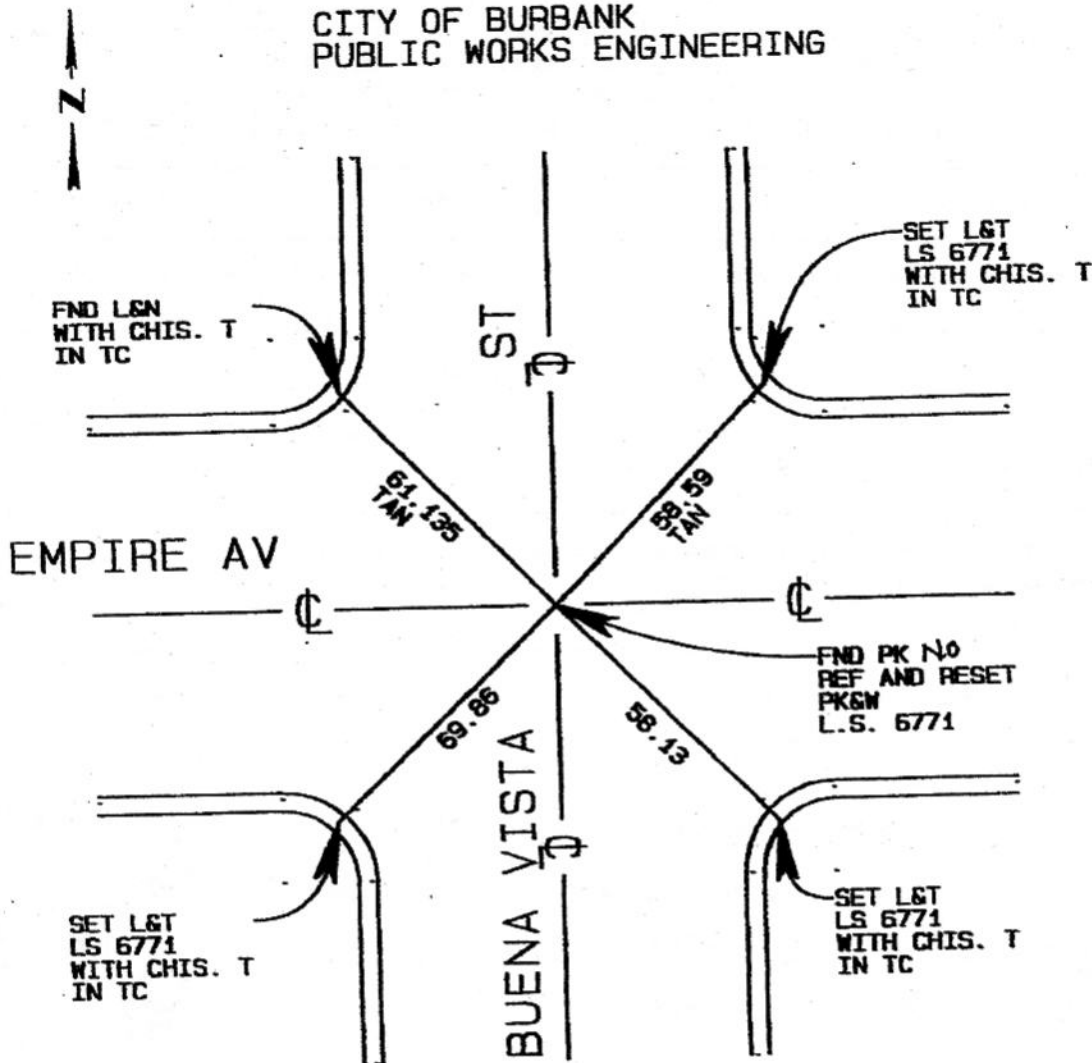 CITY OF BURBANK
PUBLIC WORKS ENGINEERING
N
SET L&T
LS 6771
WITH CHIS. T
IN TC
FND L&N
WITH CHIS. T
IN TC
ST
℄
61.135
TAN
58.59
TAN
EMPIRE AV
℄
℄
FND PK NO
REF AND RESET
PK&W
L.S. 6771
69.86
58.13
BUENA VISTA
℄
SET L&T
LS 6771
WITH CHIS. T
IN TC
SET L&T
LS 6771
WITH CHIS. T
IN TC